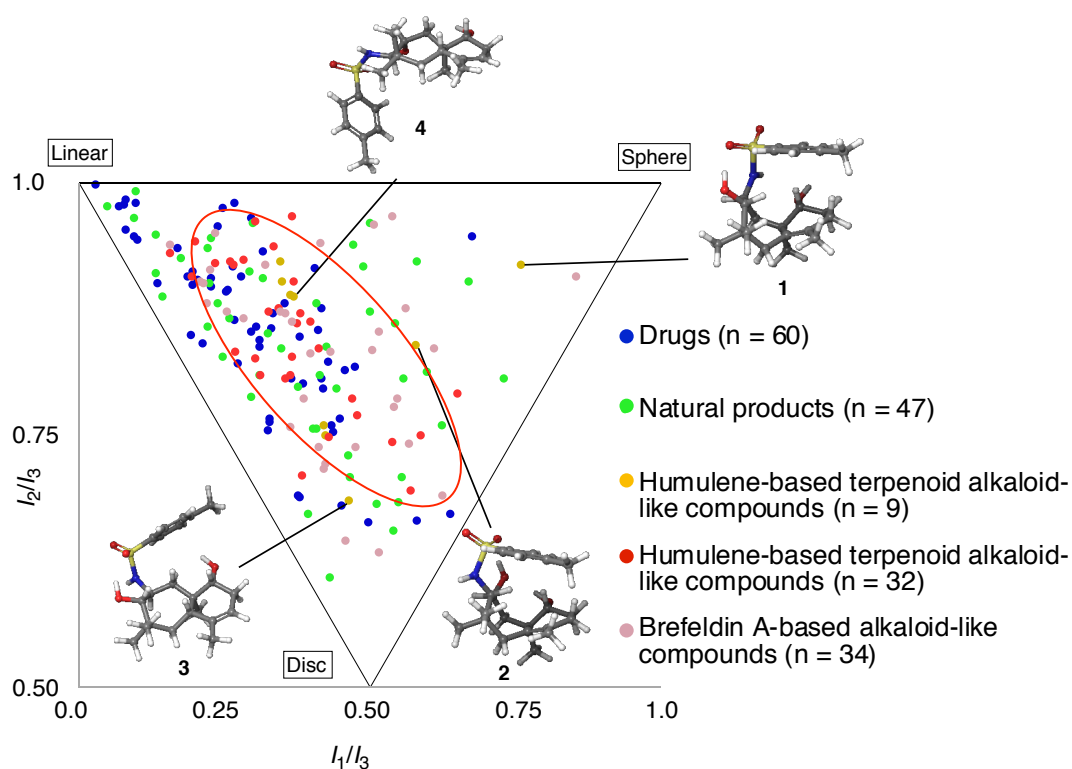 4
Linear
Sphere
1.0
1
Drugs (n = 60)
Natural products (n = 47)
0.75
I2/I3
Humulene-based terpenoid alkaloid-
like compounds (n = 9)
Humulene-based terpenoid alkaloid-
like compounds (n = 32)
Brefeldin A-based alkaloid-like
compounds (n = 34)
3
Disc
2
0.50
0.0
0.25
0.50
0.75
1.0
I1/I3